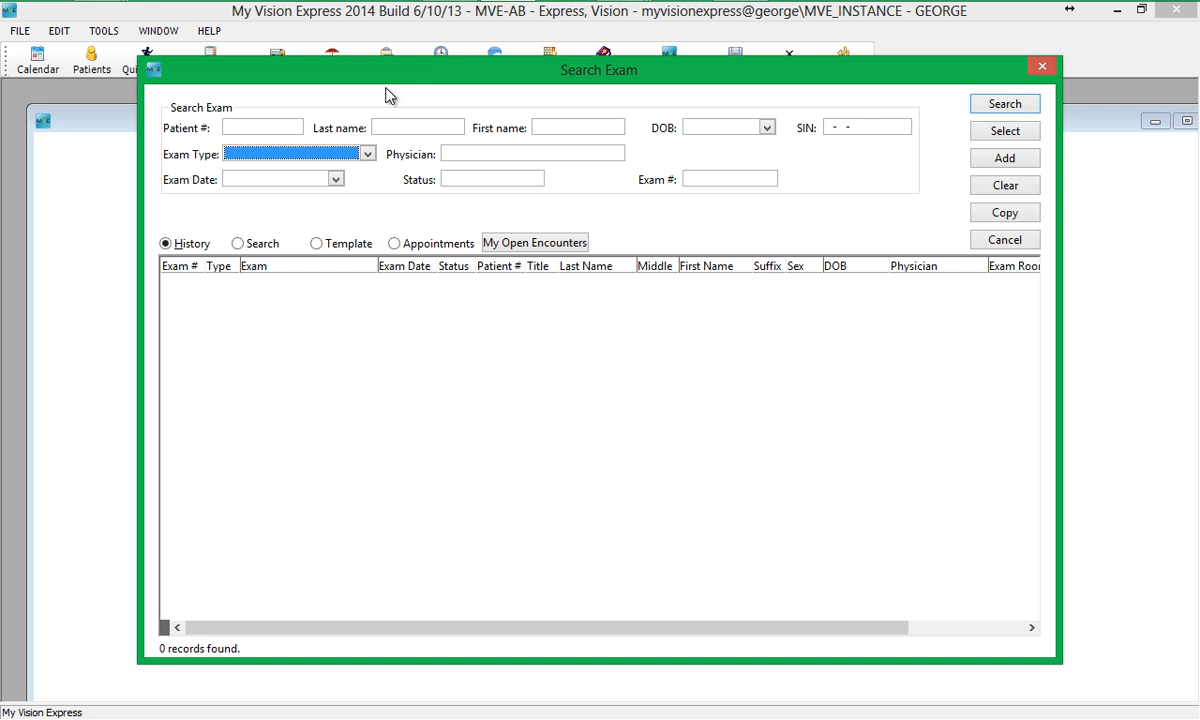 My Vision Express 2014 Build 6/10/13 - MVE-AB - Express, Vision - myvisionexpress@george\MVE_INSTANCE - GEORGE
FILE EDIT TOOLS WINDOW HELP
Calendar Patients Qui
Search Exam
Search Exam
Patient #: Last name: First name: DOB: SIN: - -
Exam Type: Physician:
Exam Date: Status: Exam #:
Search
Select
Add
Clear
Copy
Cancel
History Search Template Appointments My Open Encounters
Exam # Type Exam Exam Date Status Patient # Title Last Name Middle First Name Suffix Sex DOB Physician Exam Roo
0 records found.
My Vision Express